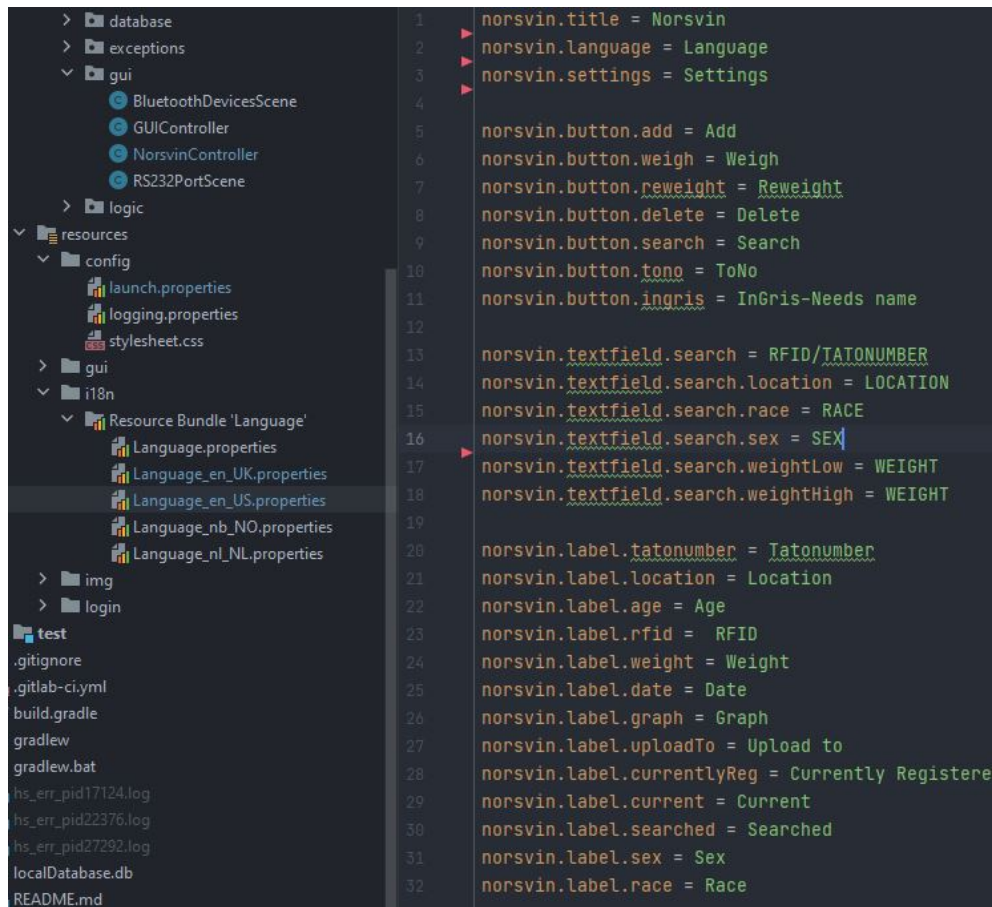 database
exceptions
gui
BluetoothDevicesScene
GUIController
NorsvinController
RS232PortScene
logic
resources
config
launch.properties
logging.properties
stylesheet.css
gui
i18n
Resource Bundle 'Language'
Language.properties
Language_en_UK.properties
Language_en_US.properties
Language_nb_NO.properties
Language_nl_NL.properties
img
login
test
.gitignore
.gitlab-ci.yml
build.gradle
gradlew
gradlew.bat
hs_err_pid17124.log
hs_err_pid22376.log
hs_err_pid27292.log
localDatabase.db
README.md
1 norsvin.title = Norsvin
2 norsvin.language = Language
3 norsvin.settings = Settings
4
5 norsvin.button.add = Add
6 norsvin.button.weigh = Weigh
7 norsvin.button.reweight = Reweight
8 norsvin.button.delete = Delete
9 norsvin.button.search = Search
10 norsvin.button.tono = ToNo
11 norsvin.button.ingris = InGris-Needs name
12
13 norsvin.textfield.search = RFID/TATONUMBER
14 norsvin.textfield.search.location = LOCATION
15 norsvin.textfield.search.race = RACE
16 norsvin.textfield.search.sex = SEX
17 norsvin.textfield.search.weightLow = WEIGHT
18 norsvin.textfield.search.weightHigh = WEIGHT
19
20 norsvin.label.tatonumber = Tatonumber
21 norsvin.label.location = Location
22 norsvin.label.age = Age
23 norsvin.label.rfid =  RFID
24 norsvin.label.weight = Weight
25 norsvin.label.date = Date
26 norsvin.label.graph = Graph
27 norsvin.label.uploadTo = Upload to
28 norsvin.label.currentlyReg = Currently Registere
29 norsvin.label.current = Current
30 norsvin.label.searched = Searched
31 norsvin.label.sex = Sex
32 norsvin.label.race = Race